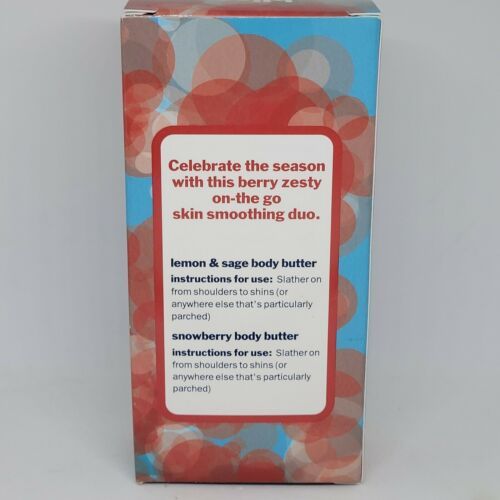 Celebrate the season
with this berry zesty
on-the go
skin smoothing duo.
lemon & sage body butter
instructions for use: Slather on
from shoulders to shins (or
anywhere else that's particularly
parched)
snowberry body butter
instructions for use: Slather on
from shoulders to shins (or
anywhere else that's particularly
parched)